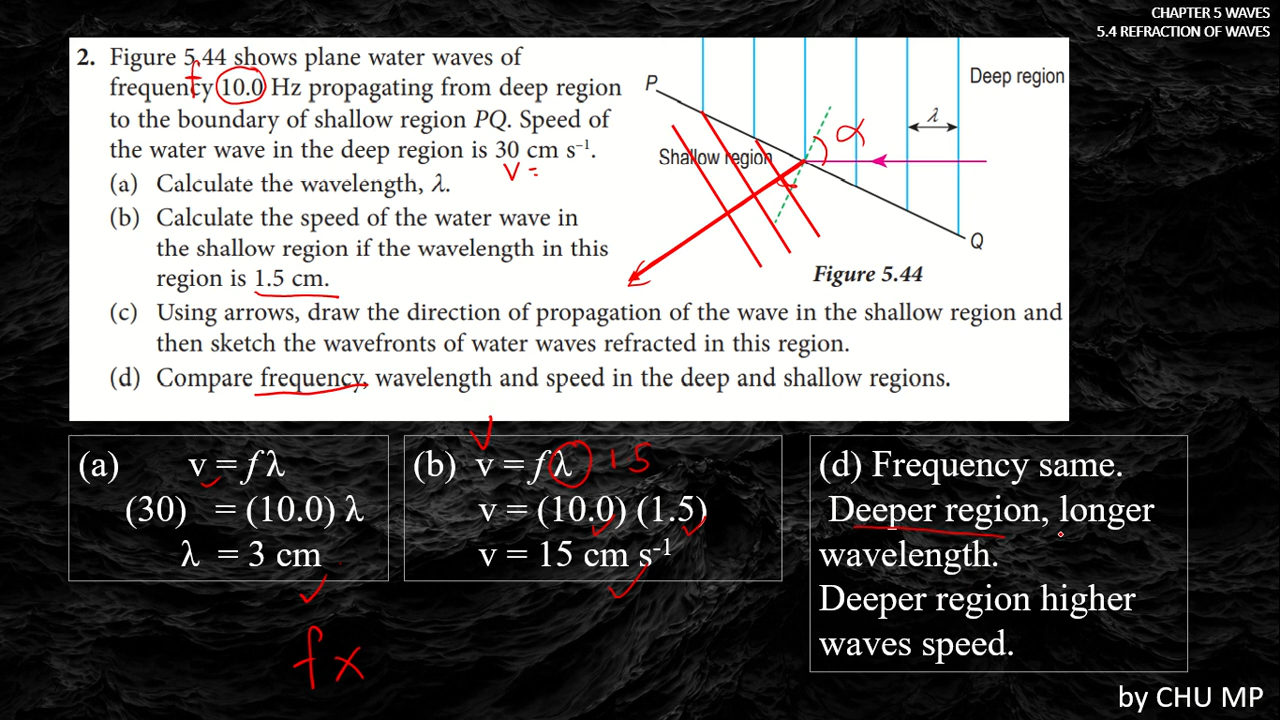 CHAPTER 5 WAVES
5.4 REFRACTION OF WAVES
2. Figure 5.44 shows plane water waves of
frequency 10.0 Hz propagating from deep region
to the boundary of shallow region PQ. Speed of
the water wave in the deep region is 30 cm s⁻¹.
(a) Calculate the wavelength, λ.
(b) Calculate the speed of the water wave in
the shallow region if the wavelength in this
region is 1.5 cm.
(c) Using arrows, draw the direction of propagation of the wave in the shallow region and
then sketch the wavefronts of water waves refracted in this region.
(d) Compare frequency, wavelength and speed in the deep and shallow regions.
f
v =
P
Deep region
λ
α
Shallow region
α
Q
Figure 5.44
(a) v = fλ
(30) = (10.0) λ
λ = 3 cm
f x
v
(b) v = fλ 15
v = (10.0) (1.5)
v = 15 cm s⁻¹
(d) Frequency same.
Deeper region, longer
wavelength.
Deeper region higher
waves speed.
by CHU MP